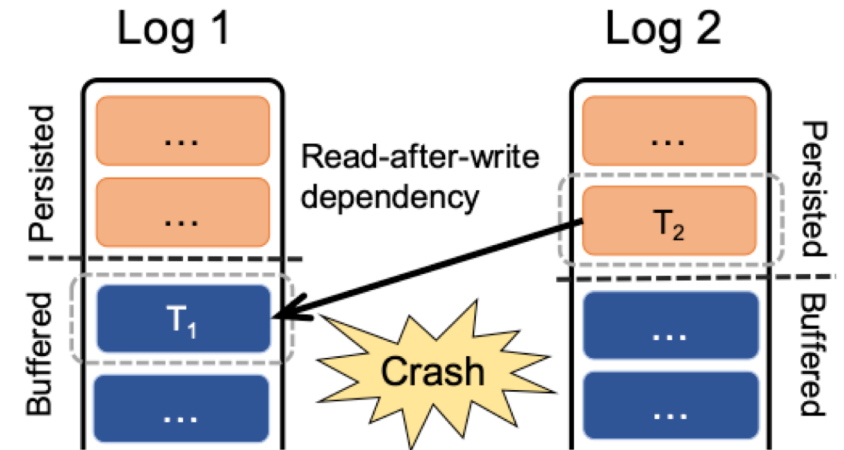 Log 1
Log 2
Persisted
...
...
Read-after-write
dependency
...
T₂
Persisted
Buffered
T₁
...
Crash
...
...
Buffered